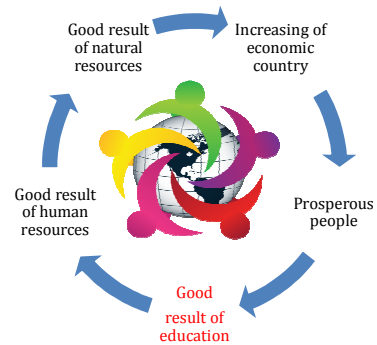 Good result
of natural
resources
Increasing of
economic
country
Prosperous
people
Good
result of
education
Good result
of human
resources